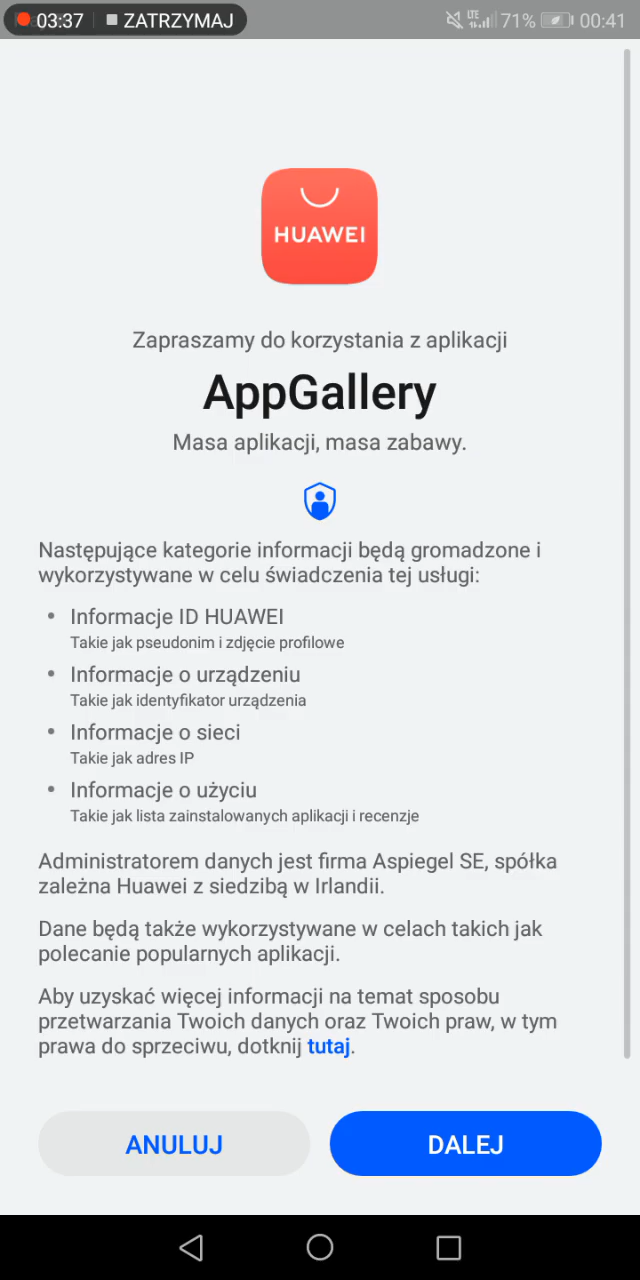 03:37 ZATRZYMAJ LTE 71% 00:41
HUAWEI
Zapraszamy do korzystania z aplikacji
AppGallery
Masa aplikacji, masa zabawy.
Następujące kategorie informacji będą gromadzone i
wykorzystywane w celu świadczenia tej usługi:
• Informacje ID HUAWEI
Takie jak pseudonim i zdjęcie profilowe
• Informacje o urządzeniu
Takie jak identyfikator urządzenia
• Informacje o sieci
Takie jak adres IP
• Informacje o użyciu
Takie jak lista zainstalowanych aplikacji i recenzje
Administratorem danych jest firma Aspiegel SE, spółka
zależna Huawei z siedzibą w Irlandii.
Dane będą także wykorzystywane w celach takich jak
polecanie popularnych aplikacji.
Aby uzyskać więcej informacji na temat sposobu
przetwarzania Twoich danych oraz Twoich praw, w tym
prawa do sprzeciwu, dotknij tutaj.
ANULUJ DALEJ